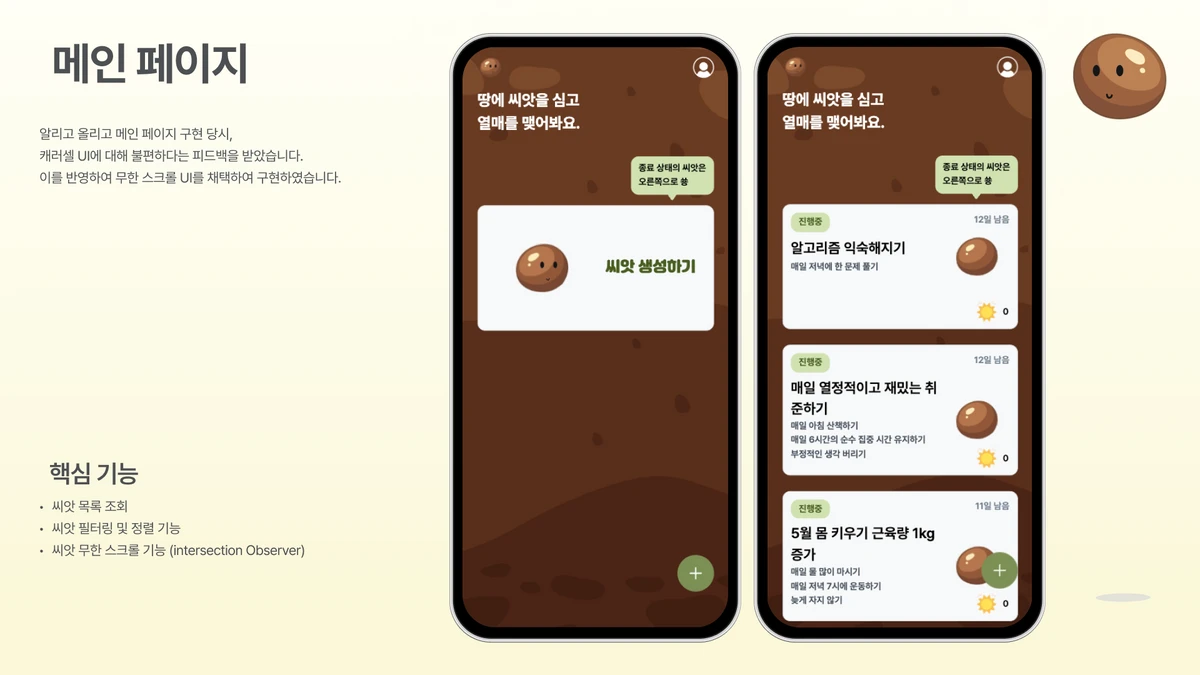 메인 페이지
알리고 올리고 메인 페이지 구현 당시,
캐러셀 UI에 대해 불편하다는 피드백을 받았습니다.
이를 반영하여 무한 스크롤 UI를 채택하여 구현하였습니다.
핵심 기능
• 씨앗 목록 조회
• 씨앗 필터링 및 정렬 기능
• 씨앗 무한 스크롤 기능 (intersection Observer)
땅에 씨앗을 심고
열매를 맺어봐요.
종료 상태의 씨앗은
오른쪽으로 쓩
씨앗 생성하기
+
땅에 씨앗을 심고
열매를 맺어봐요.
종료 상태의 씨앗은
오른쪽으로 쓩
진행중
12일 남음
알고리즘 익숙해지기
매일 저녁에 한 문제 풀기
0
진행중
12일 남음
매일 열정적이고 재밌는 취
준하기
매일 아침 산책하기
매일 6시간의 순수 집중 시간 유지하기
부정적인 생각 버리기
0
진행중
11일 남음
5월 몸 키우기 근육량 1kg
증가
매일 물 많이 마시기
매일 저녁 7시에 운동하기
늦게 자지 않기
+
0